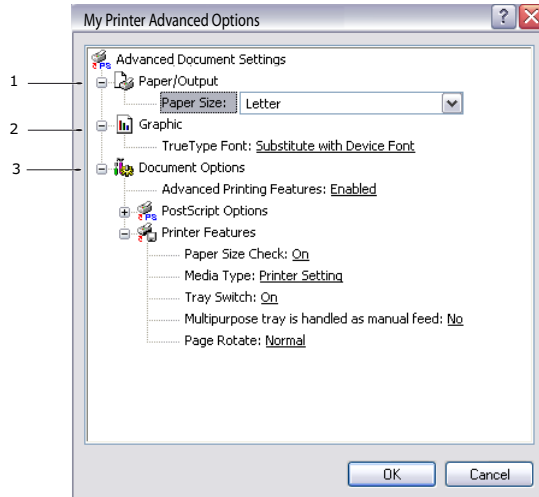 My Printer Advanced Options
Advanced Document Settings
1
Paper/Output
Paper Size: Letter
2
Graphic
TrueType Font: Substitute with Device Font
3
Document Options
Advanced Printing Features: Enabled
PostScript Options
Printer Features
Paper Size Check: On
Media Type: Printer Setting
Tray Switch: On
Multipurpose tray is handled as manual feed: No
Page Rotate: Normal
OK Cancel